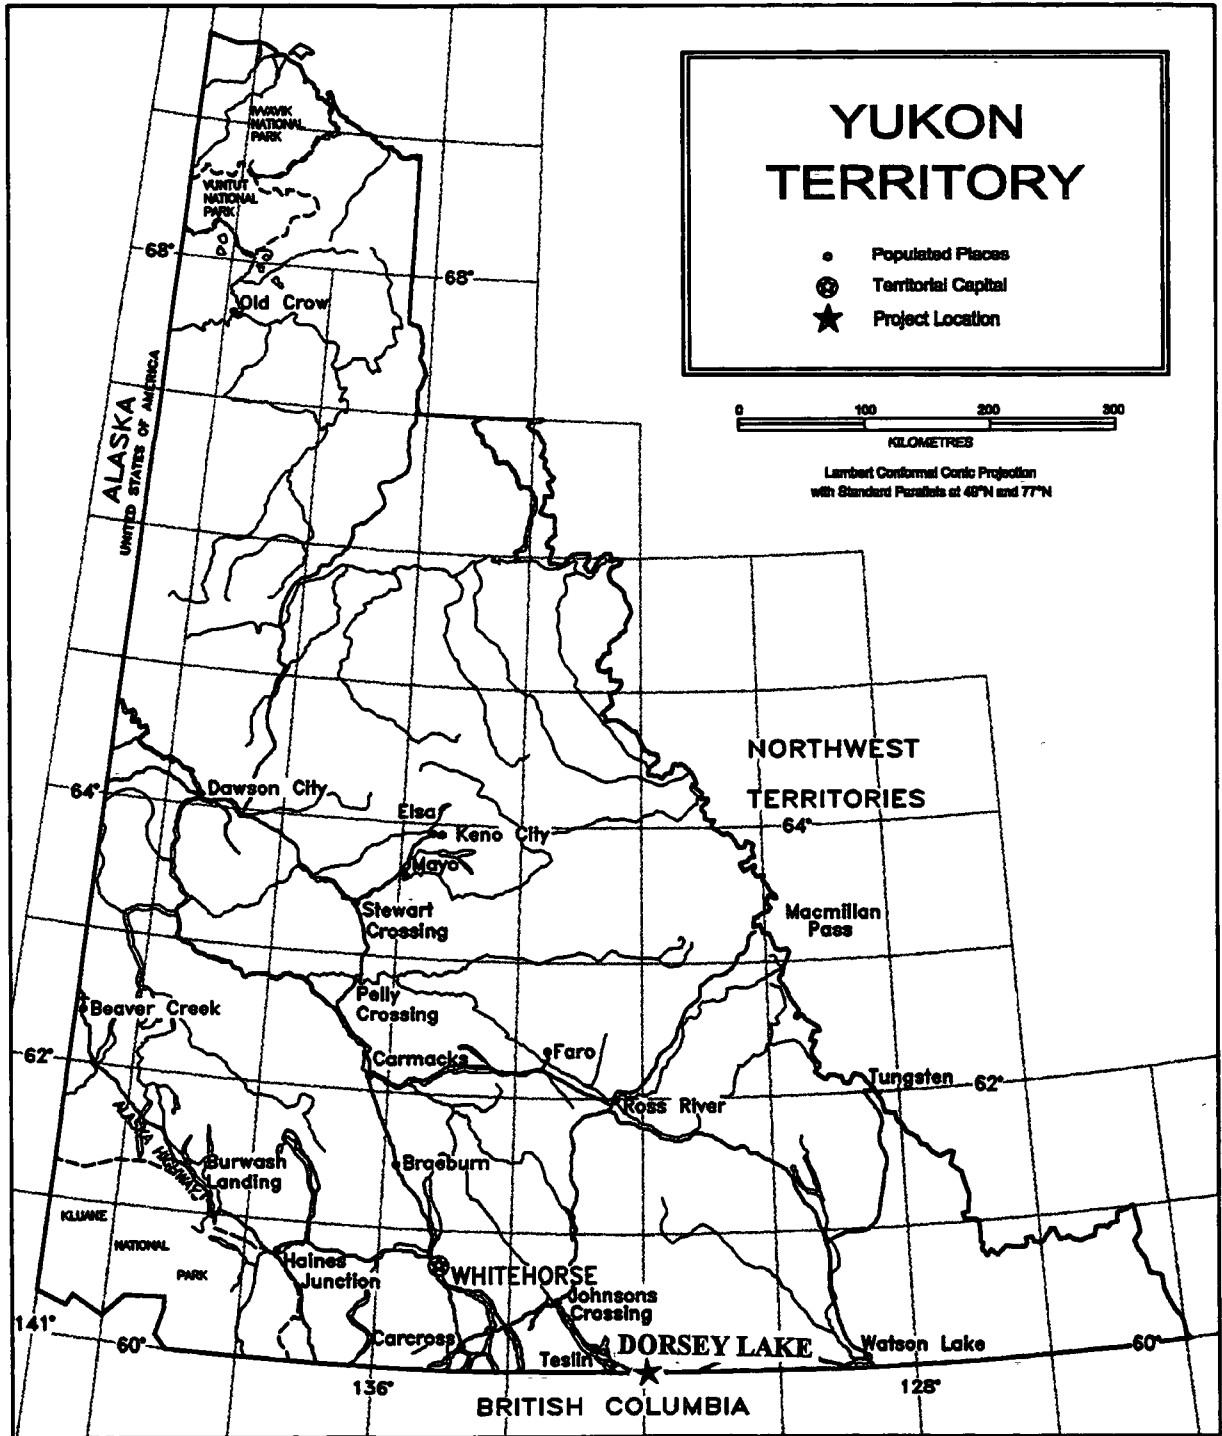 YUKON
TERRITORY
Populated Places
Territorial Capital
Project Location
0 100 200 300
KILOMETRES
Lambert Conformal Conic Projection
with Standard Parallels at 49°N and 77°N
IVVAVIK
NATIONAL
PARK
VUNTUT
NATIONAL
PARK
68°
68°
Old Crow
ALASKA
UNITED STATES OF AMERICA
NORTHWEST
TERRITORIES
64°
Dawson City
64°
Elsa
Keno City
Mayo
Stewart
Crossing
Macmillan
Pass
Pelly
Crossing
Beaver Creek
62°
Carmacks
Faro
Tungsten
62°
Ross River
ALASKA HIGHWAY
Burwash
Landing
Braeburn
KLUANE
NATIONAL
PARK
Haines
Junction
WHITEHORSE
Johnsons
Crossing
141°
60°
Carcross
Teslin
DORSEY LAKE
Watson Lake
60°
136°
128°
BRITISH COLUMBIA